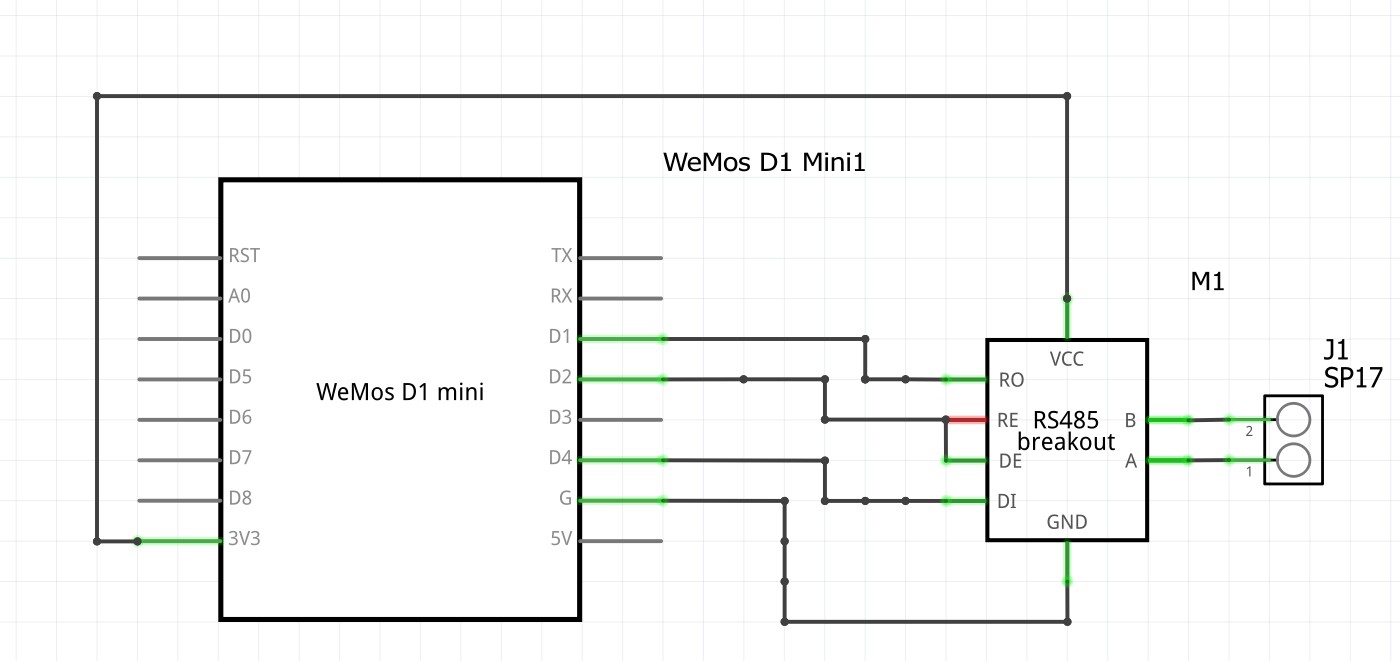 WeMos D1 Mini1
RST
A0
D0
D5
D6
D7
D8
3V3
WeMos D1 mini
TX
RX
D1
D2
D3
D4
G
5V
M1
VCC
RO
RE
DE
DI
RS485
breakout
B
A
GND
J1
SP17
2
1